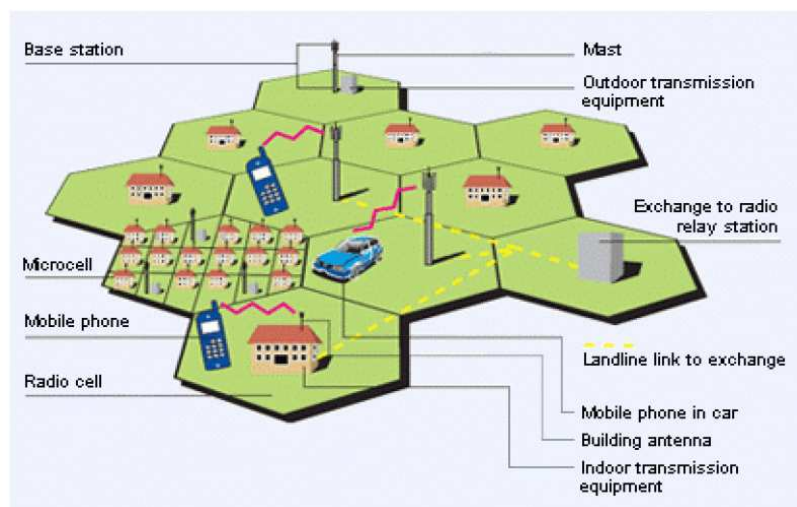 Base station
Mast
Outdoor transmission
equipment
Exchange to radio
relay station
Microcell
Mobile phone
Landline link to exchange
Radio cell
Mobile phone in car
Building antenna
Indoor transmission
equipment